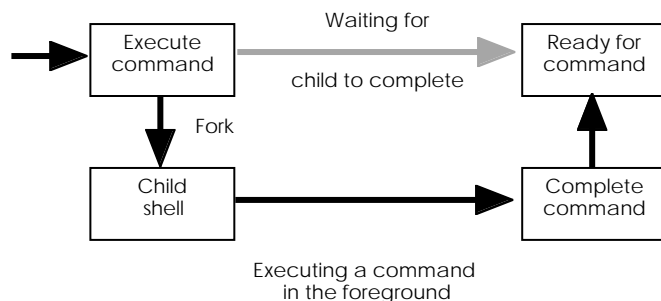 Execute
command
Waiting for
child to complete
Ready for
command
Fork
Child
shell
Complete
command
Executing a command
in the foreground